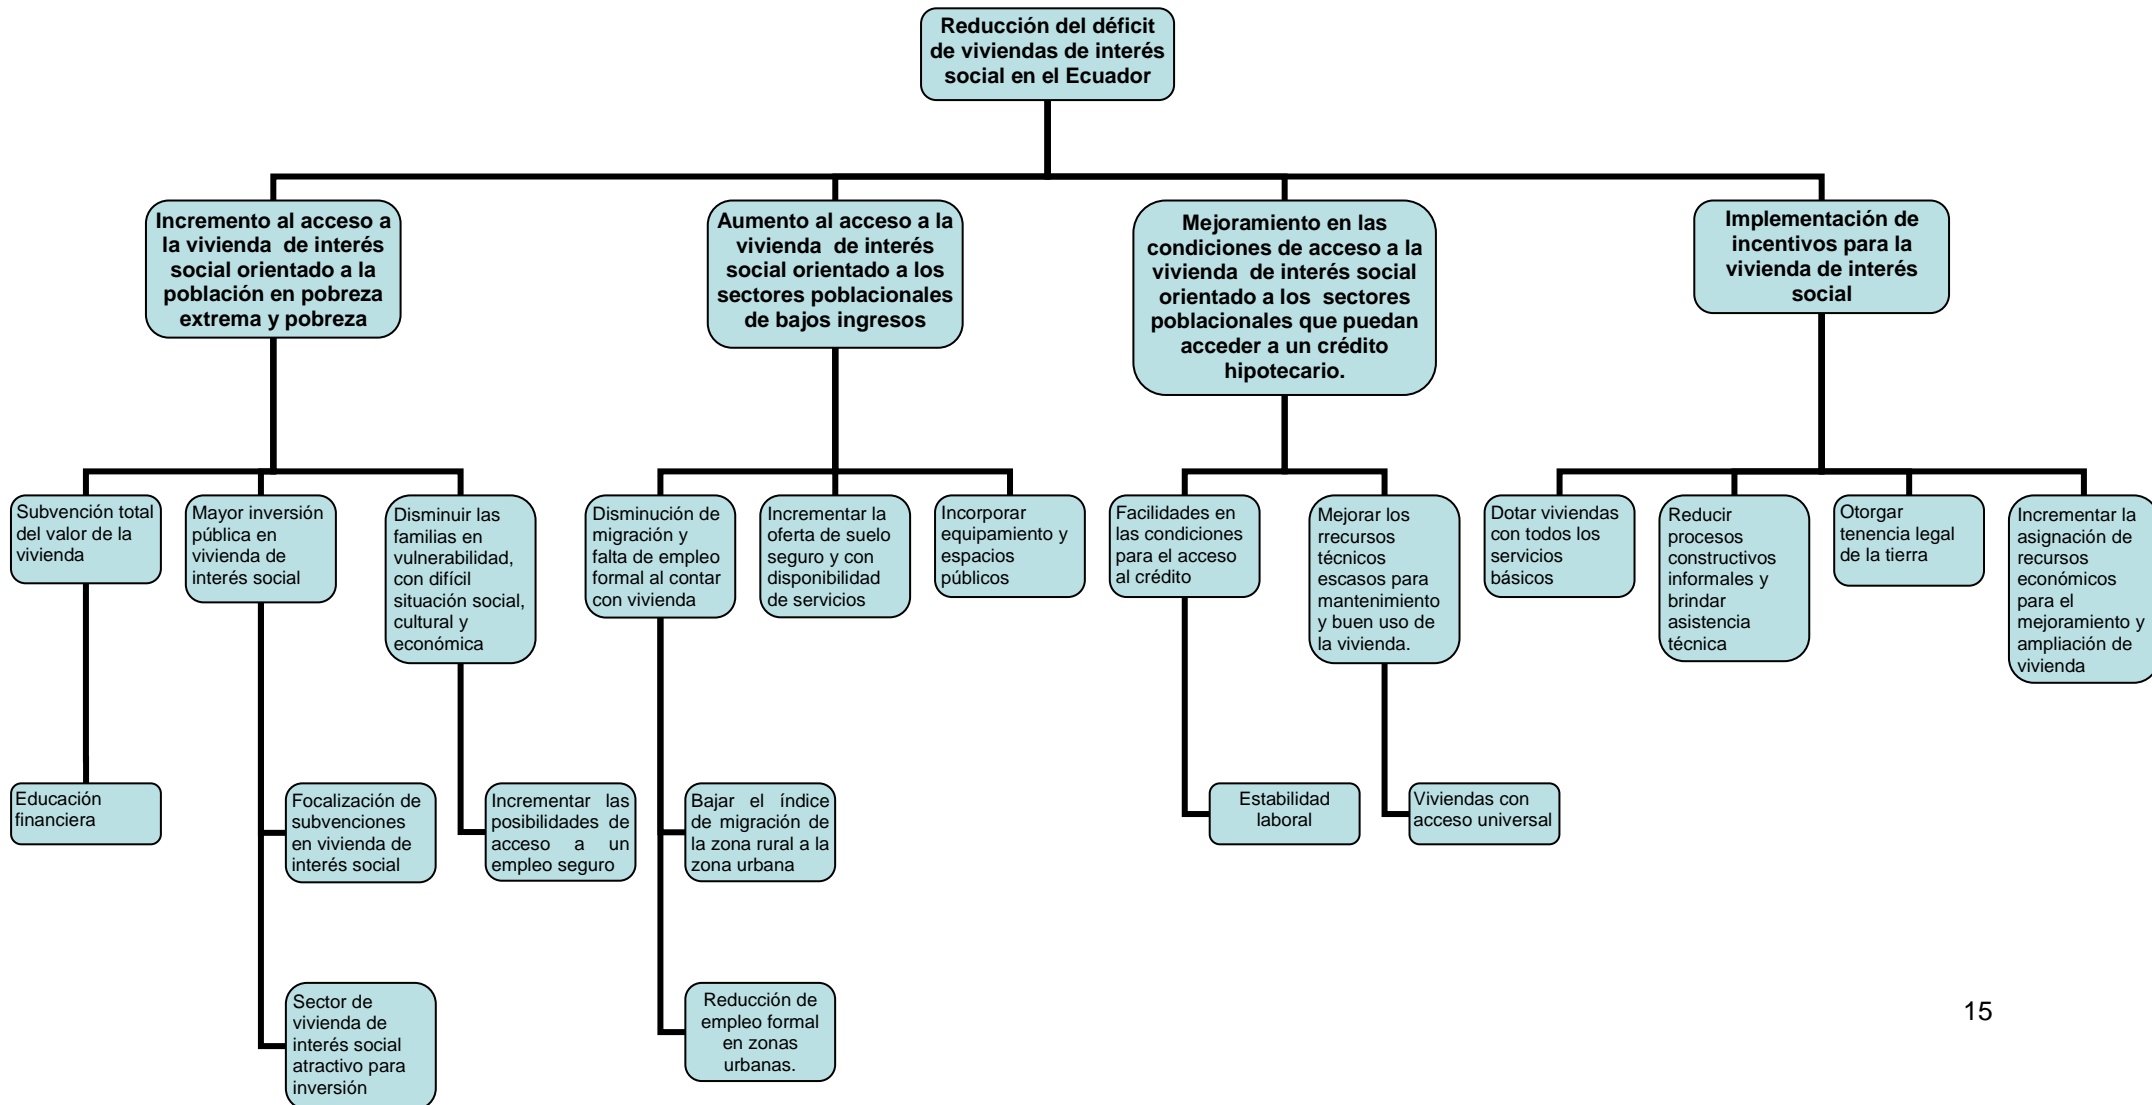 Reducción del déficit
de viviendas de interés
social en el Ecuador
Incremento al acceso a
la vivienda de interés
social orientado a la
población en pobreza
extrema y pobreza
Aumento al acceso a la
vivienda de interés
social orientado a los
sectores poblacionales
de bajos ingresos
Mejoramiento en las
condiciones de acceso a la
vivienda de interés social
orientado a los sectores
poblacionales que puedan
acceder a un crédito
hipotecario.
Implementación de
incentivos para la
vivienda de interés
social
Subvención total
del valor de la
vivienda
Mayor inversión
pública en
vivienda de
interés social
Disminuir las
familias en
vulnerabilidad,
con difícil
situación social,
cultural y
económica
Disminución de
migración y
falta de empleo
formal al contar
con vivienda
Incrementar la
oferta de suelo
seguro y con
disponibilidad
de servicios
Incorporar
equipamiento y
espacios
públicos
Facilidades en
las condiciones
para el acceso
al crédito
Mejorar los
rrecursos
técnicos
escasos para
mantenimiento
y buen uso de
la vivienda.
Dotar viviendas
con todos los
servicios
básicos
Reducir
procesos
constructivos
informales y
brindar
asistencia
técnica
Otorgar
tenencia legal
de la tierra
Incrementar la
asignación de
recursos
económicos
para el
mejoramiento y
ampliación de
vivienda
Educación
financiera
Focalización de
subvenciones
en vivienda de
interés social
Incrementar las
posibilidades de
acceso a un
empleo seguro
Bajar el índice
de migración de
la zona rural a la
zona urbana
Estabilidad
laboral
Viviendas con
acceso universal
Sector de
vivienda de
interés social
atractivo para
inversión
Reducción de
empleo formal
en zonas
urbanas.
15